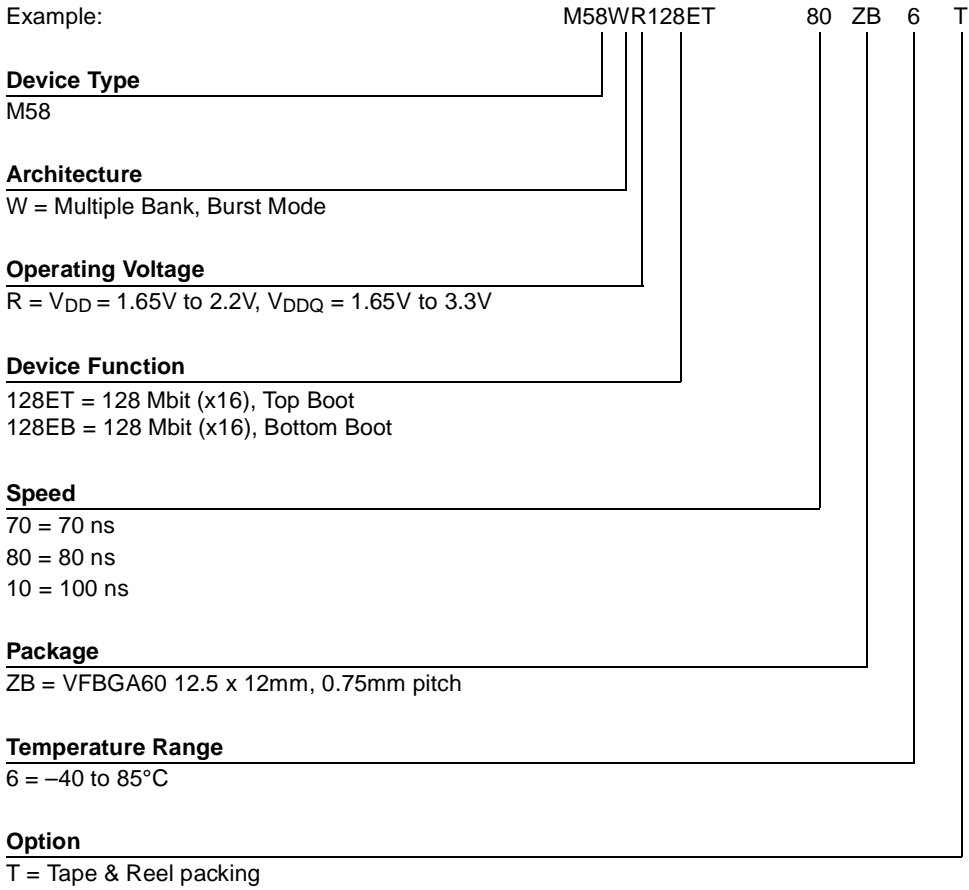 Example: M58WR128ET 80 ZB 6 T
Device Type
M58
Architecture
W = Multiple Bank, Burst Mode
Operating Voltage
R = VDD = 1.65V to 2.2V, VDDQ = 1.65V to 3.3V
Device Function
128ET = 128 Mbit (x16), Top Boot
128EB = 128 Mbit (x16), Bottom Boot
Speed
70 = 70 ns
80 = 80 ns
10 = 100 ns
Package
ZB = VFBGA60 12.5 x 12mm, 0.75mm pitch
Temperature Range
6 = –40 to 85°C
Option
T = Tape & Reel packing